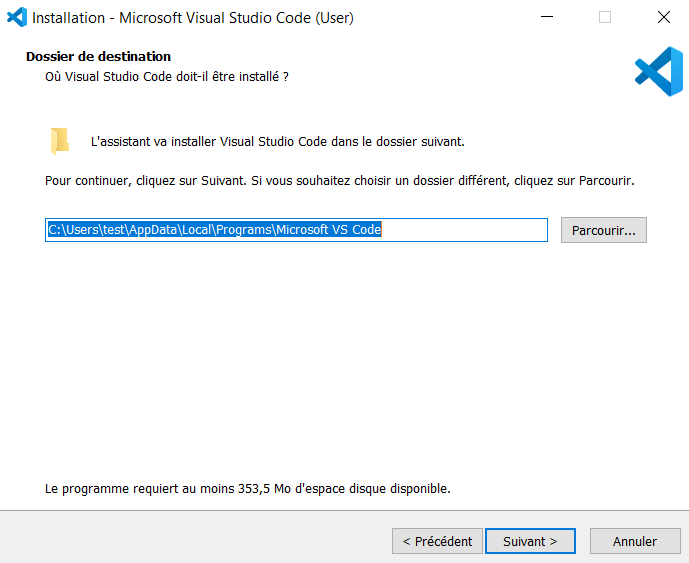 Installation - Microsoft Visual Studio Code (User)
Dossier de destination
Où Visual Studio Code doit-il être installé ?
L'assistant va installer Visual Studio Code dans le dossier suivant.
Pour continuer, cliquez sur Suivant. Si vous souhaitez choisir un dossier différent, cliquez sur Parcourir.
C:\Users\test\AppData\Local\Programs\Microsoft VS Code
Parcourir...
Le programme requiert au moins 353,5 Mo d'espace disque disponible.
< Précédent
Suivant >
Annuler